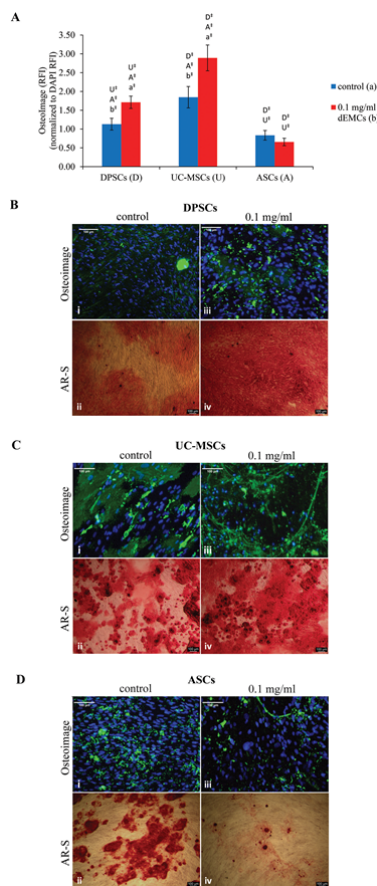 A
OsteoImage (RFI)
(normalized to DAPI RFI)
3.50
3.00
2.50
2.00
1.50
1.00
0.50
0.00
U‡
A‡
b‡
U‡
A‡
a‡
D‡
A‡
b‡
D‡
A‡
a‡
D‡
U‡
D‡
U‡
DPSCs (D)
UC-MSCs (U)
ASCs (A)
control (a)
0.1 mg/ml
dEMCs (b)
B
DPSCs
control
0.1 mg/ml
Osteoimage
i
iii
AR-S
ii
iv
C
UC-MSCs
control
0.1 mg/ml
Osteoimage
i
iii
AR-S
ii
iv
D
ASCs
control
0.1 mg/ml
Osteoimage
i
iii
AR-S
ii
iv